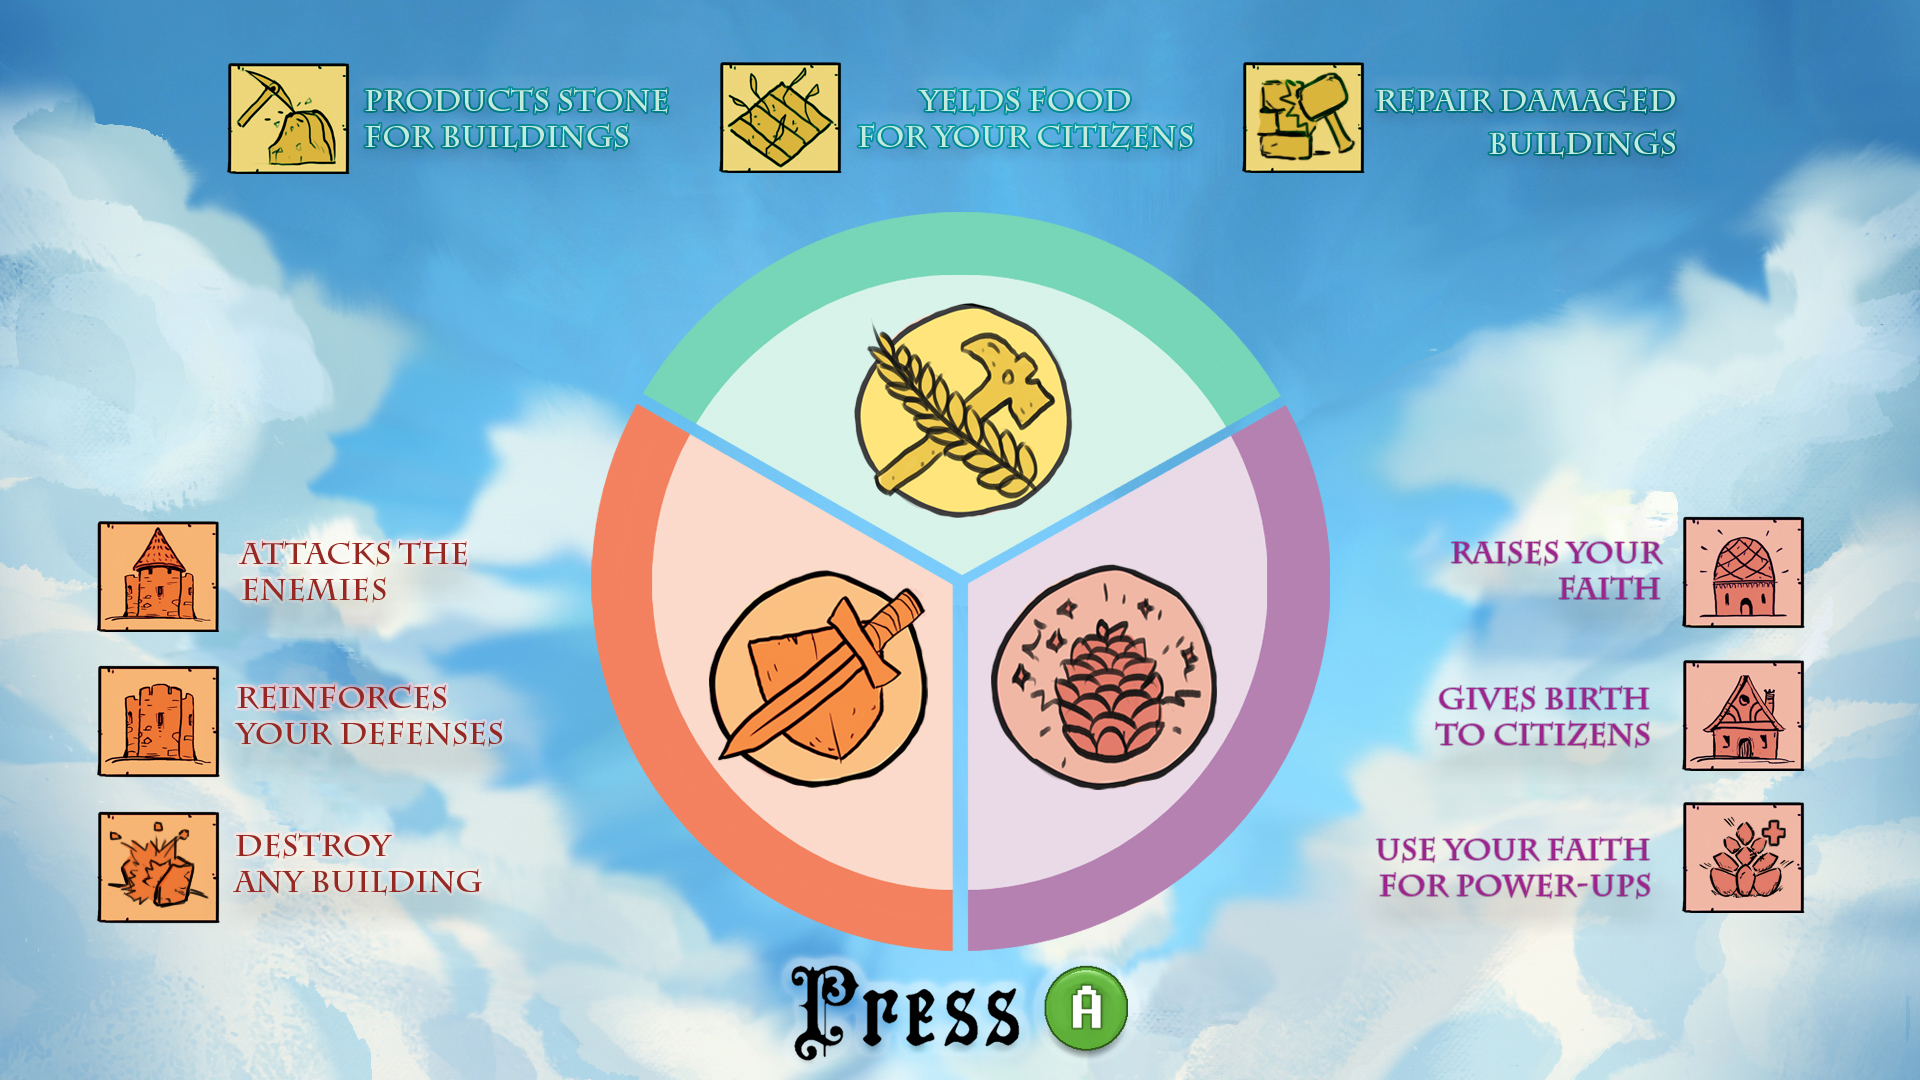 PRODUCTS STONE
FOR BUILDINGS
YELDS FOOD
FOR YOUR CITIZENS
REPAIR DAMAGED
BUILDINGS
ATTACKS THE
ENEMIES
REINFORCES
YOUR DEFENSES
DESTROY
ANY BUILDING
RAISES YOUR
FAITH
GIVES BIRTH
TO CITIZENS
USE YOUR FAITH
FOR POWER-UPS
Press A